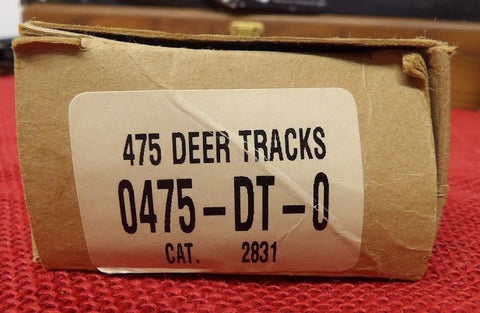 475 DEER TRACKS
0475-DT-0
CAT. 2831